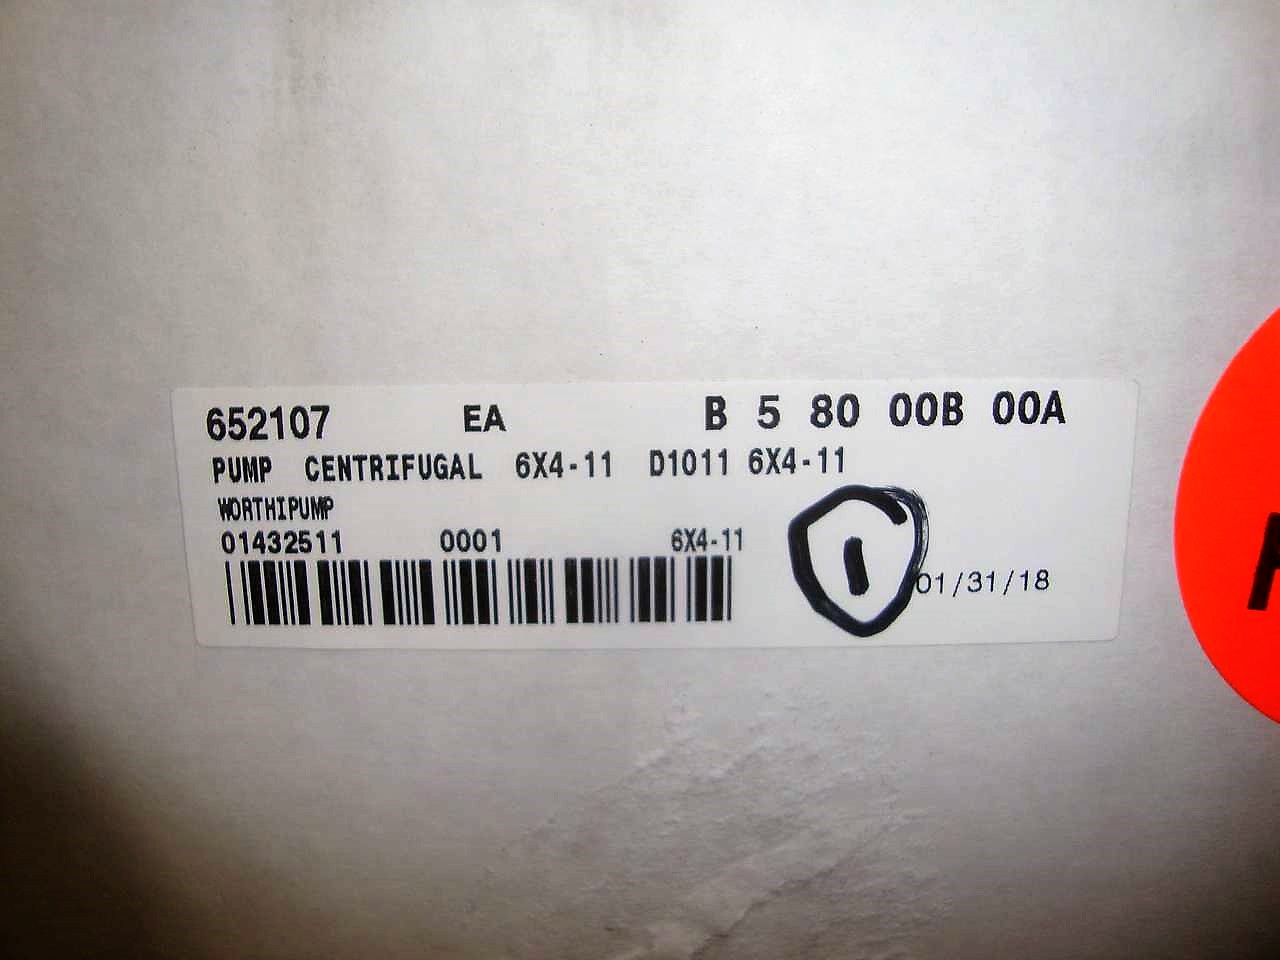 652107 EA B 5 80 00B 00A
PUMP CENTRIFUGAL 6X4-11 D1011 6X4-11
WORTHIPUMP
01432511 0001 6X4-11
1
01/31/18